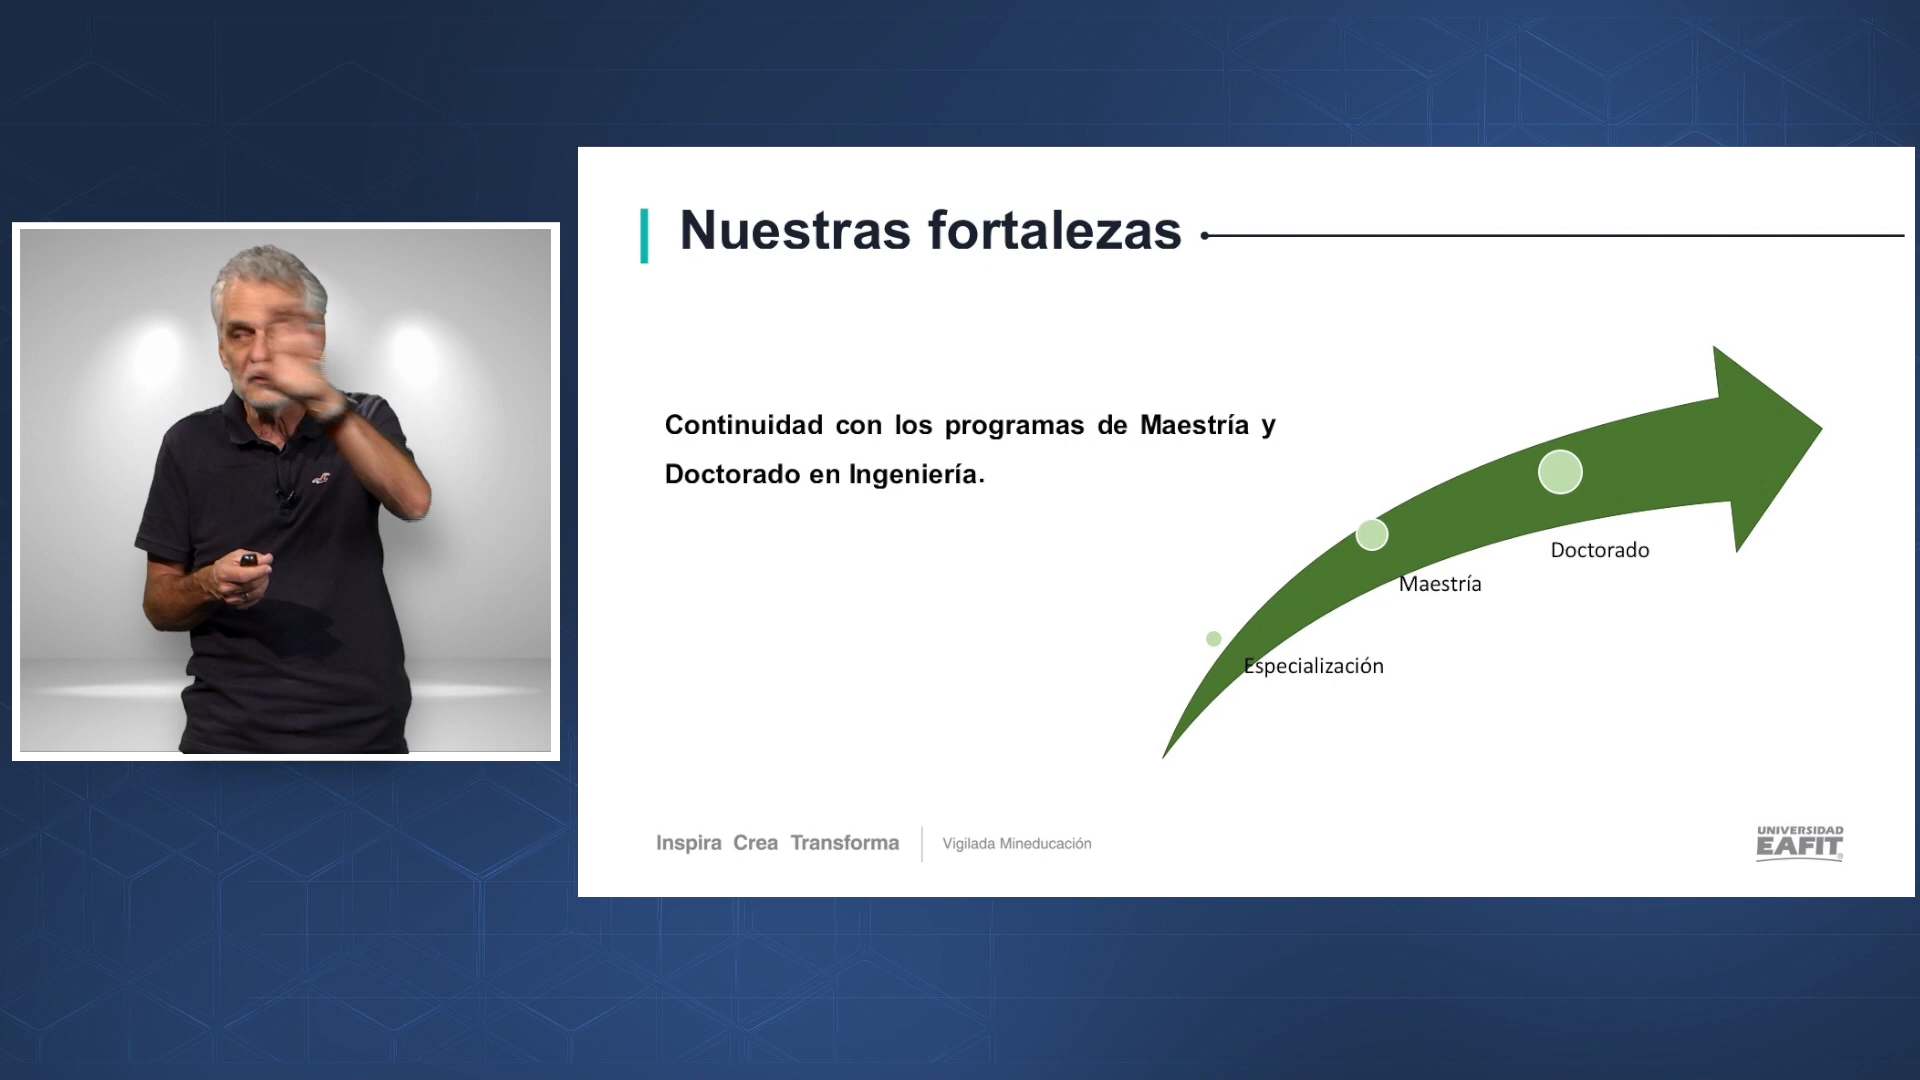 Nuestras fortalezas
Continuidad con los programas de Maestría y
Doctorado en Ingeniería.
Doctorado
Maestría
Especialización
Inspira Crea Transforma
Vigilada Mineducación
UNIVERSIDAD
EAFIT®